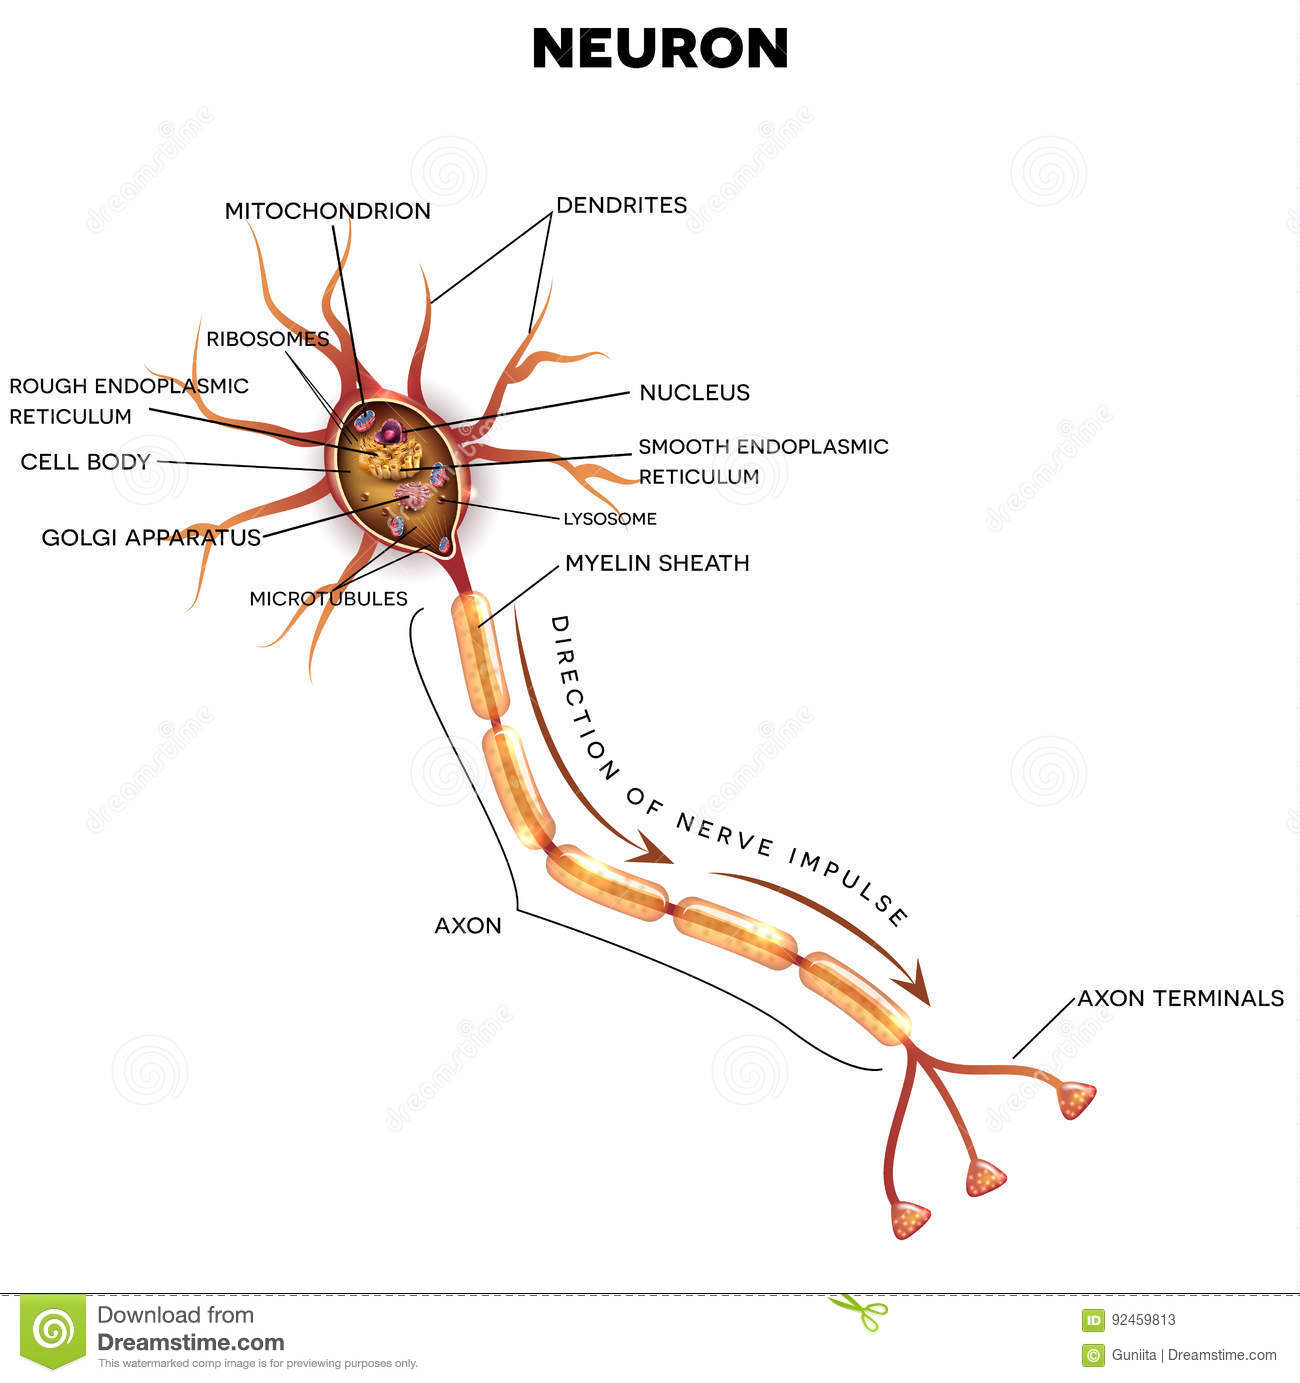 NEURON
MITOCHONDRION
DENDRITES
RIBOSOMES
ROUGH ENDOPLASMIC
RETICULUM
NUCLEUS
CELL BODY
SMOOTH ENDOPLASMIC
RETICULUM
LYSOSOME
GOLGI APPARATUS
MYELIN SHEATH
MICROTUBULES
DIRECTION OF NERVE IMPULSE
AXON
AXON TERMINALS
dreamstime.com
Download from
Dreamstime.com
This watermarked comp image is for previewing purposes only.
ID 92459813
© Guniita | Dreamstime.com